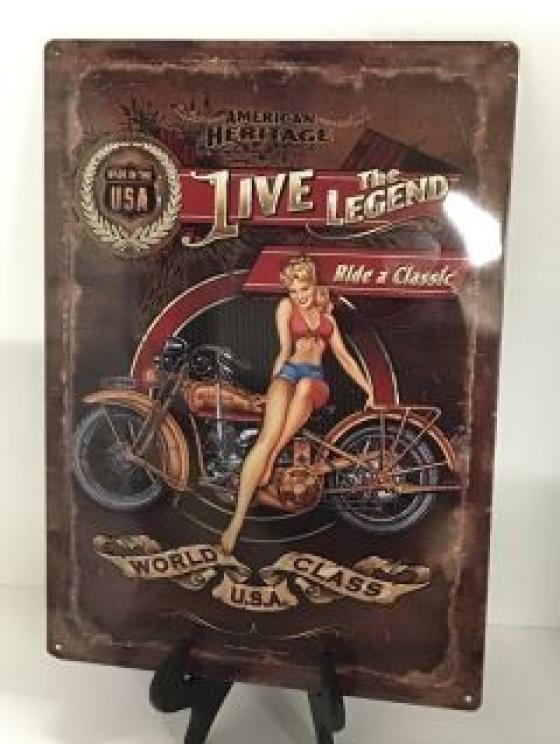 AMERICAN
HERITAGE
USA
LIVE The
LEGEND
Ride a Classic
WORLD CLASS
U.S.A.